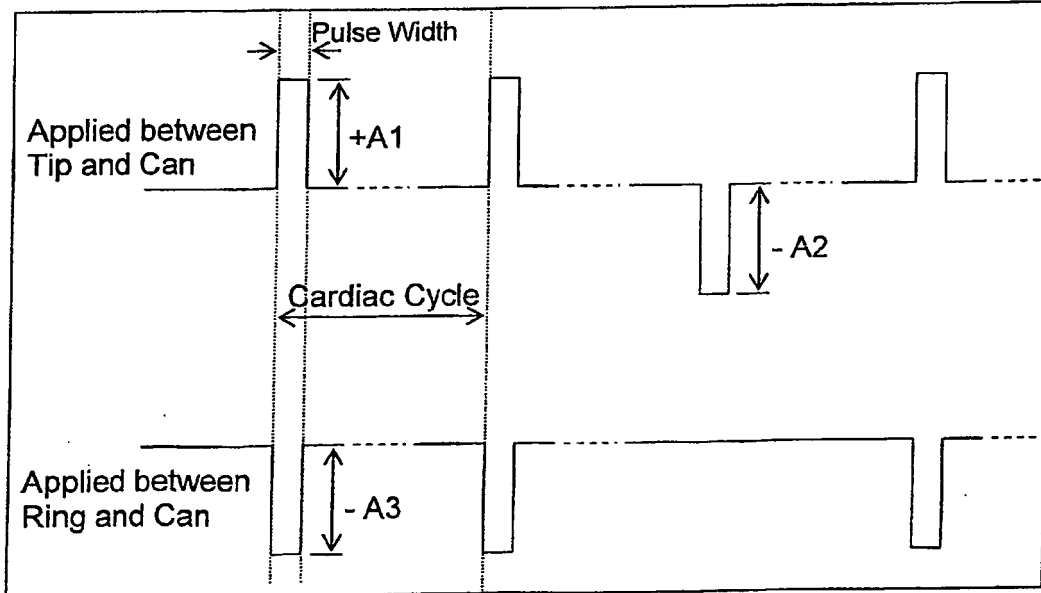 Pulse Width
Applied between
Tip and Can
+A1
- A2
Cardiac Cycle
Applied between
Ring and Can
- A3